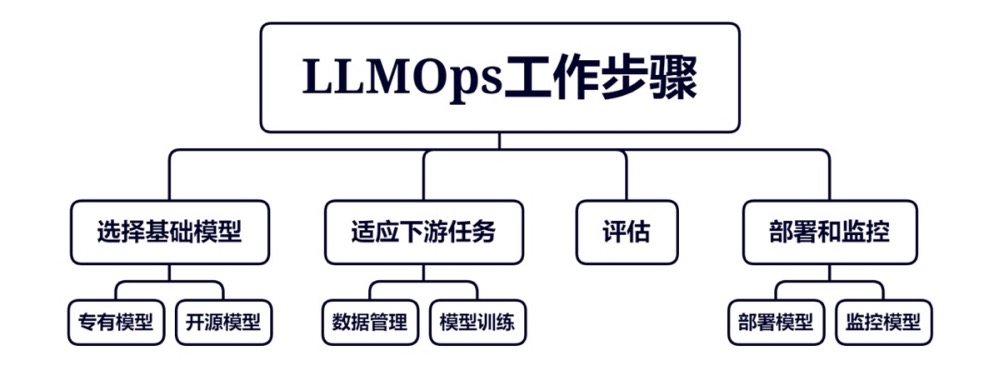 LLMOps工作步骤
选择基础模型
适应下游任务
评估
部署和监控
专有模型
开源模型
数据管理
模型训练
部署模型
监控模型